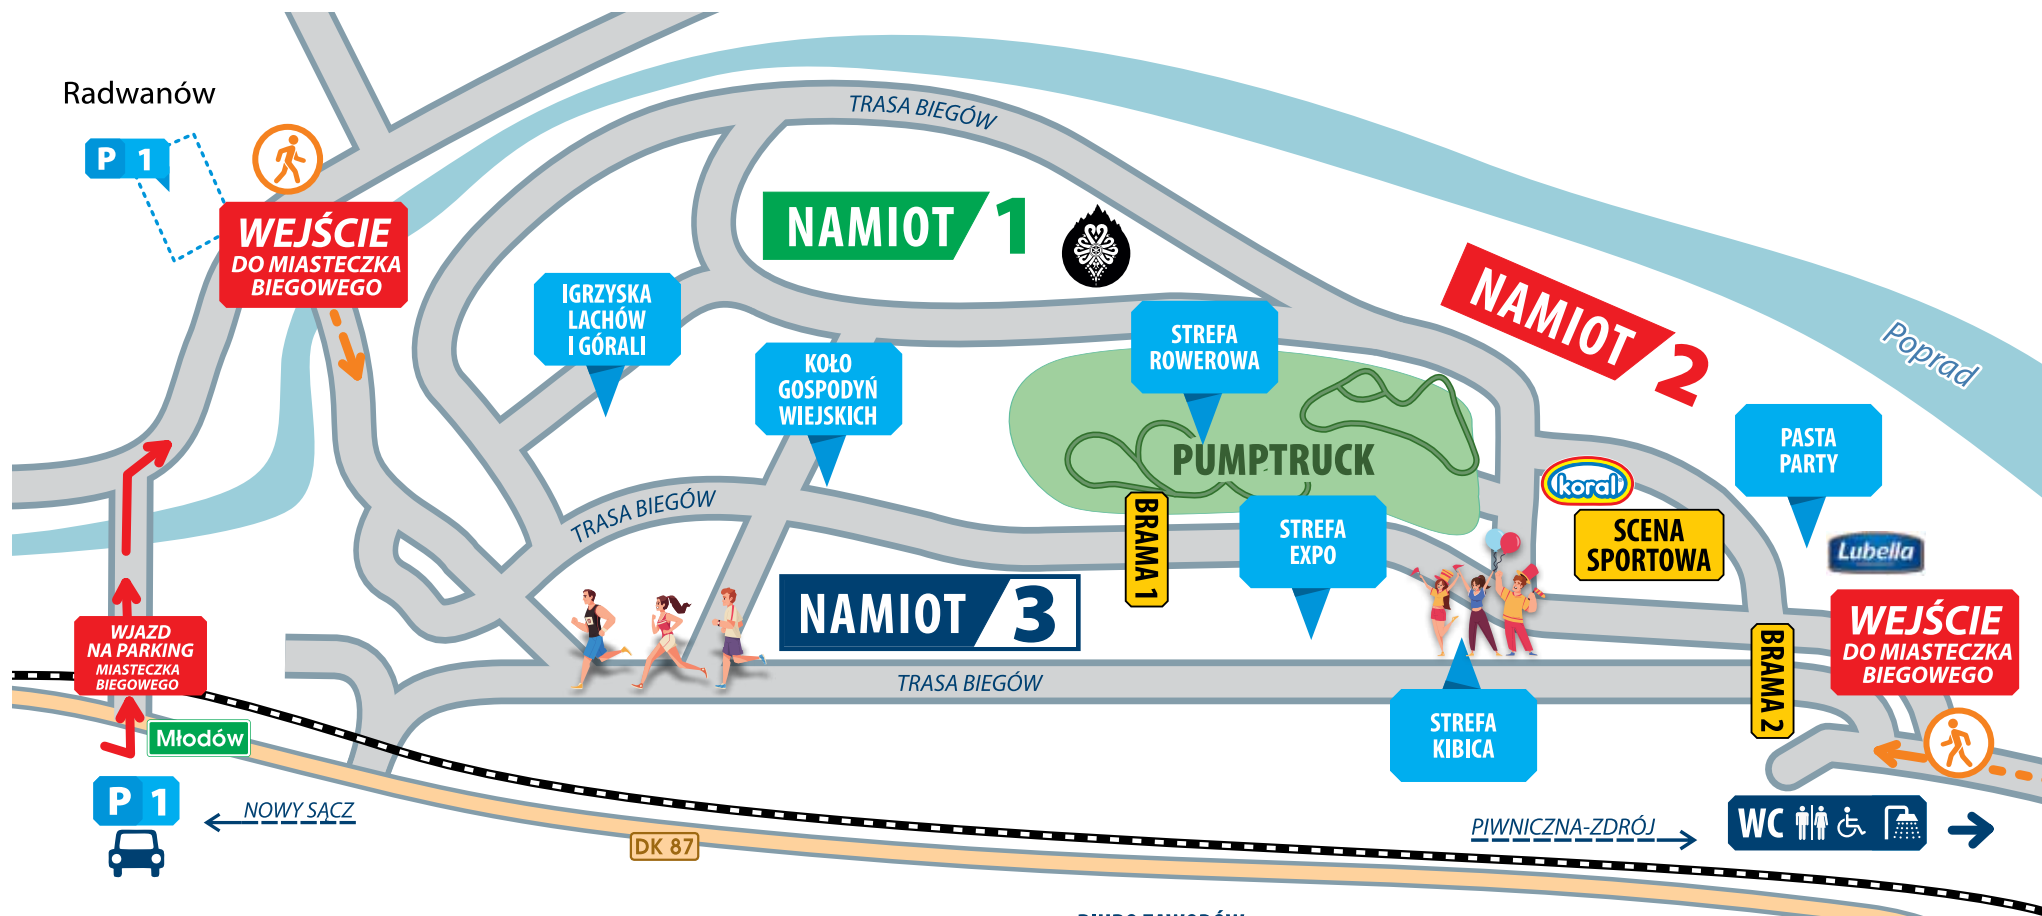 Radwanów
P 1
WEJŚCIE
DO MIASTECZKA
BIEGOWEGO
TRASA BIEGÓW
NAMIOT 1
NAMIOT 2
Poprad
IGRZYSKA
LACHÓW
I GÓRALI
KOŁO
GOSPODYŃ
WIEJSKICH
STREFA
ROWEROWA
PUMPTRUCK
PASTA
PARTY
koral
SCENA
SPORTOWA
Lubella
TRASA BIEGÓW
BRAMA 1
STREFA
EXPO
NAMIOT 3
WJAZD
NA PARKING
MIASTECZKA
BIEGOWEGO
Młodów
P 1
NOWY SĄCZ
TRASA BIEGÓW
STREFA
KIBICA
BRAMA 2
WEJŚCIE
DO MIASTECZKA
BIEGOWEGO
DK 87
PIWNICZNA-ZDRÓJ
WC